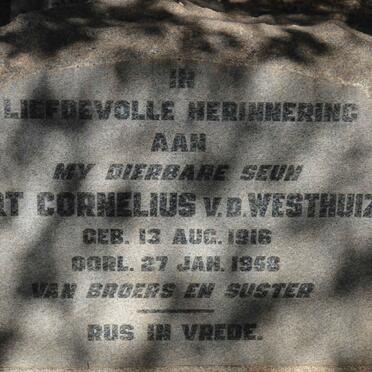 IN
LIEFDEVOLLE HERINNERING
AAN
MY DIERBARE SEUN
RT CORNELIUS V.D. WESTHUIZ
GEB. 13 AUG. 1916
OORL. 27 JAN. 1958
VAN BROERS EN SUSTER
RUS IN VREDE.